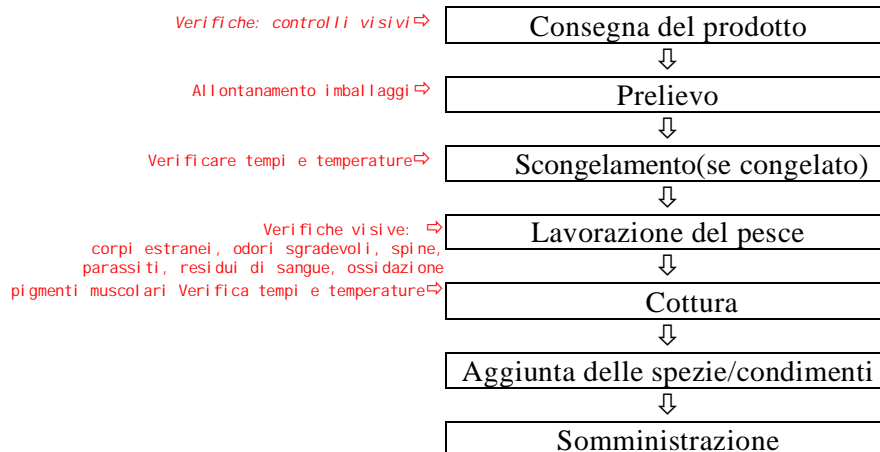 Verifiche: controlli visivi⇨
Consegna del prodotto
⇩
Allontanamento imballaggi⇨
Prelievo
⇩
Verificare tempi e temperature⇨
Scongelamento(se congelato)
⇩
Verifiche visive: ⇨
Lavorazione del pesce
corpi estranei, odori sgradevoli, spine,
parassiti, residui di sangue, ossidazione
⇩
pigmenti muscolari Verifica tempi e temperature⇨
Cottura
⇩
Aggiunta delle spezie/condimenti
⇩
Somministrazione